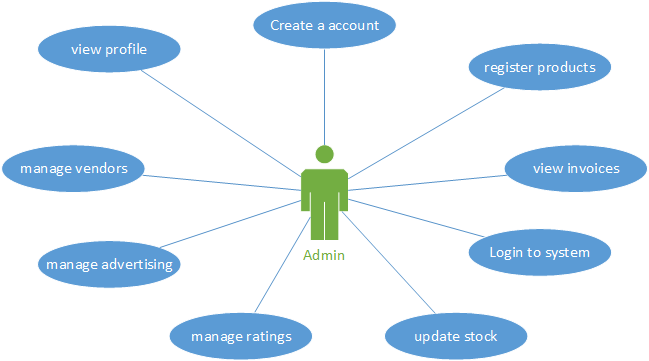 Create a account
view profile
register products
manage vendors
view invoices
Admin
Login to system
manage advertising
manage ratings
update stock